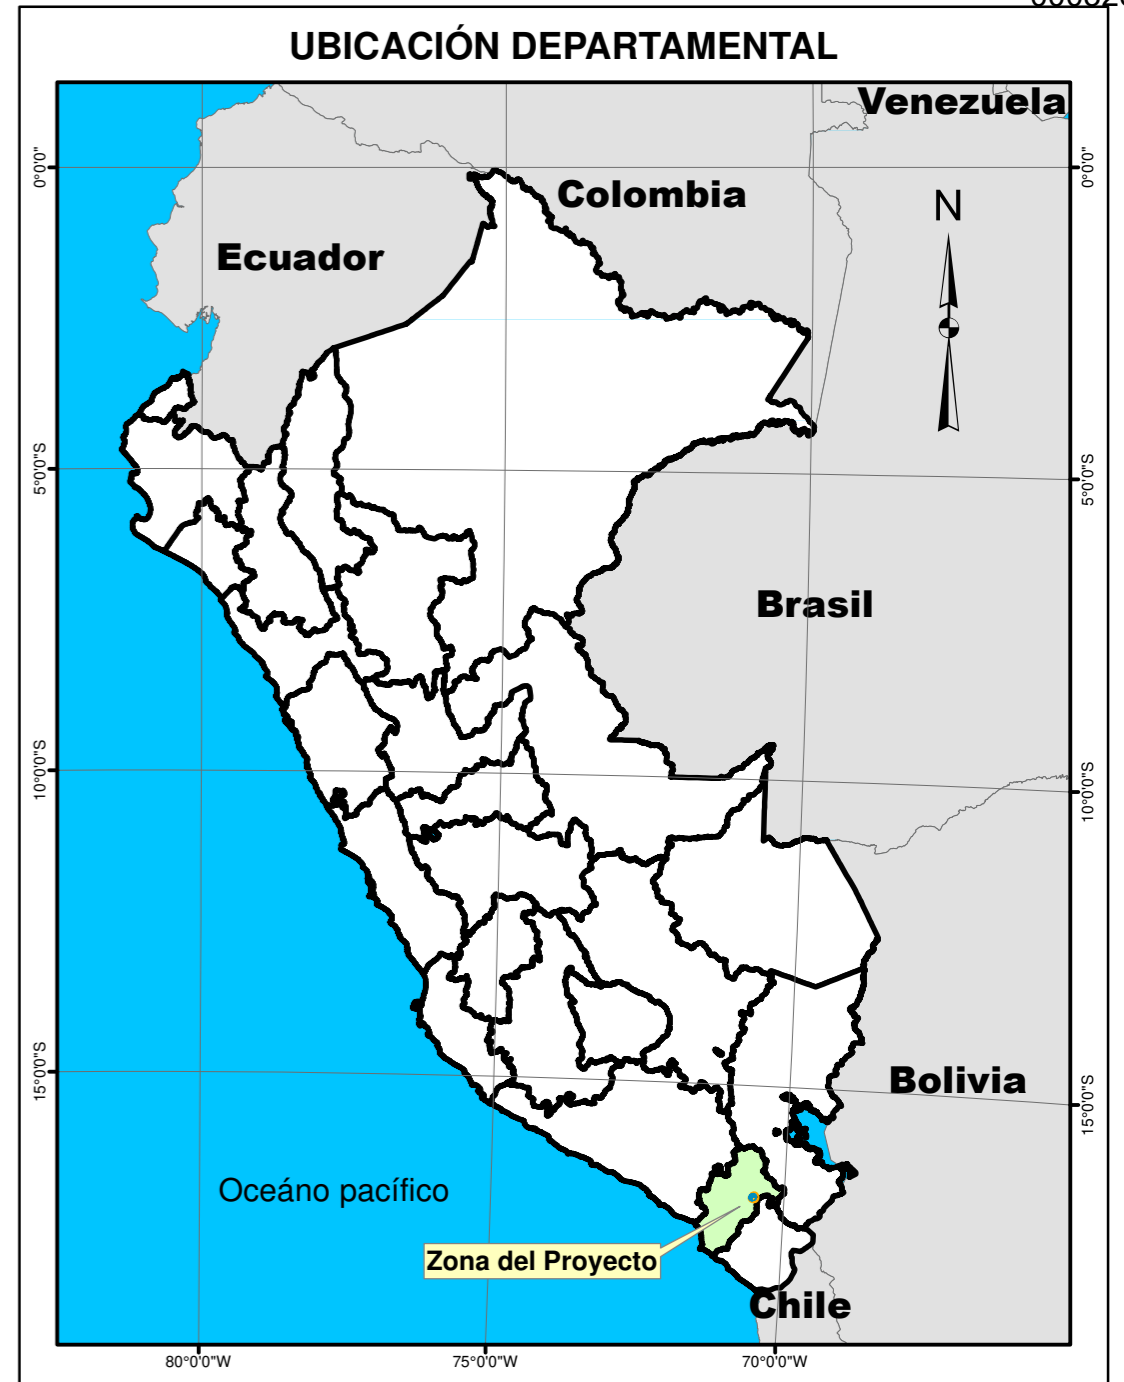 UBICACIÓN DEPARTAMENTAL
Venezuela
0°0'0"
0°0'0"
Colombia
N
Ecuador
5°0'0"S
5°0'0"S
Brasil
10°0'0"S
10°0'0"S
15°0'0"S
Bolivia
15°0'0"S
Oceáno pacífico
Zona del Proyecto
Chile
80°0'0"W
75°0'0"W
70°0'0"W